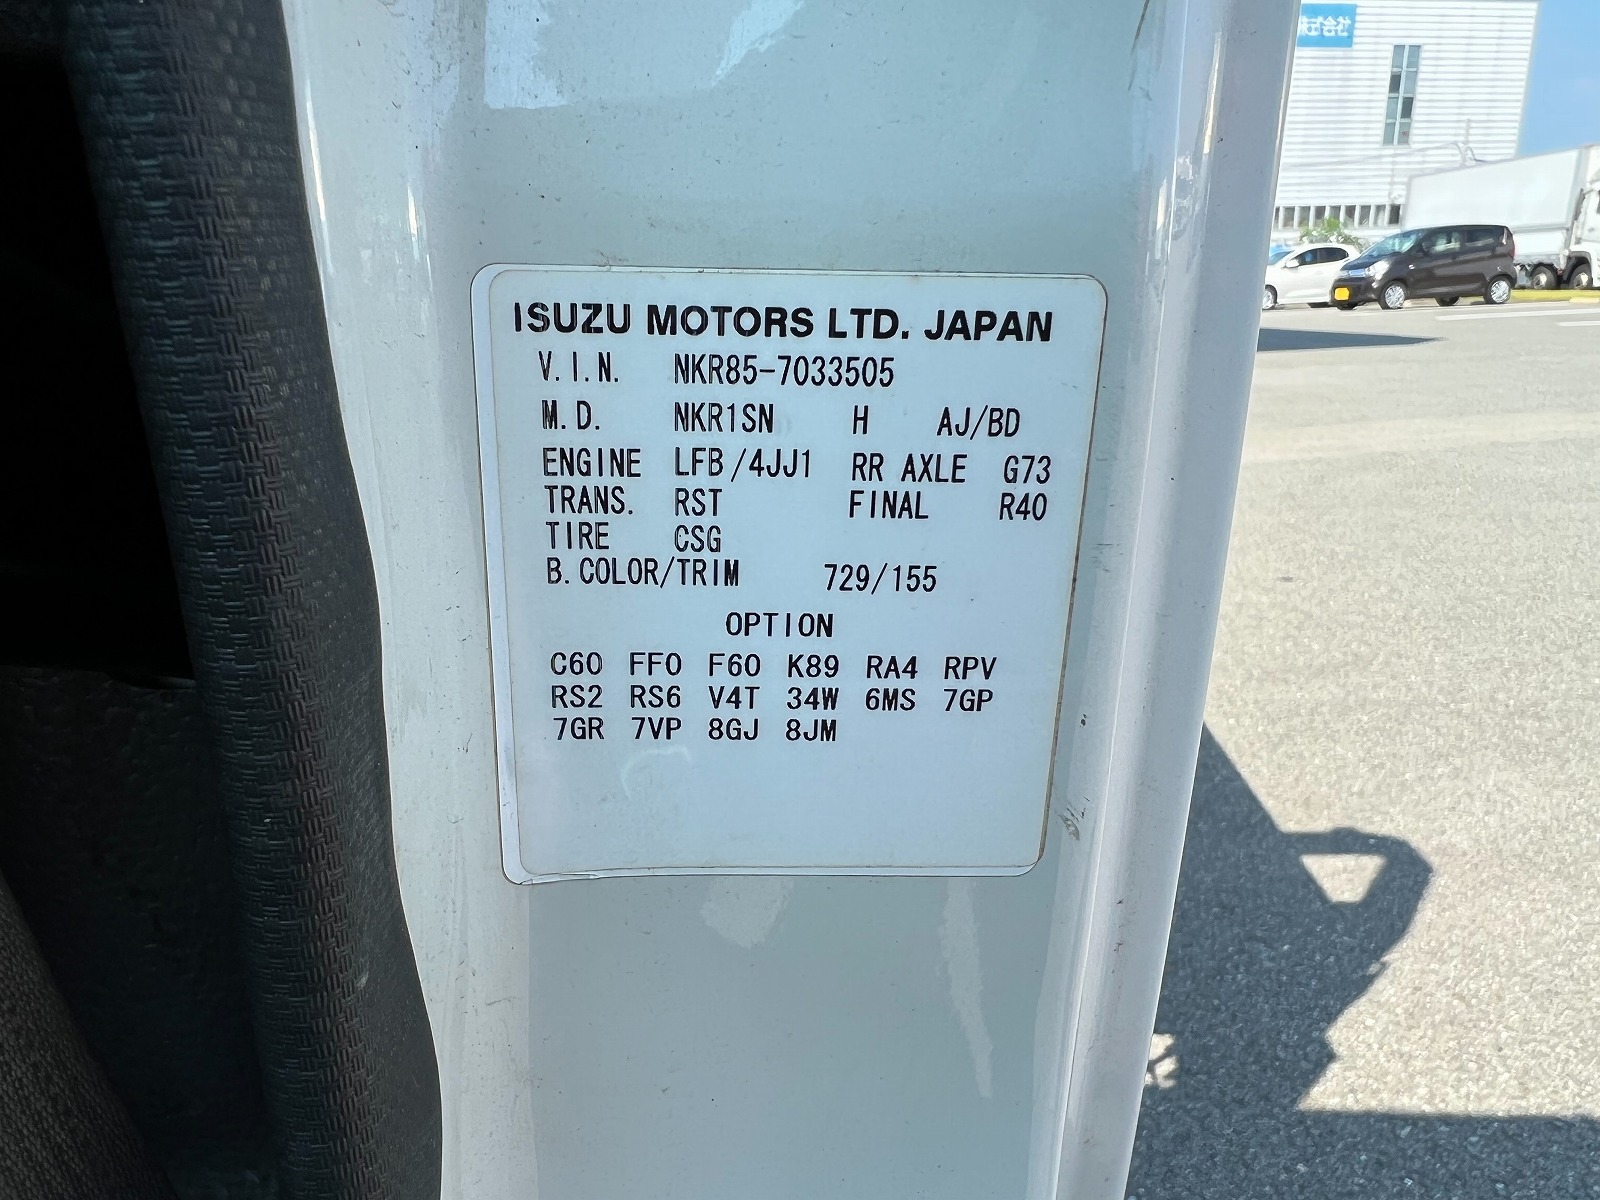 ISUZU MOTORS LTD. JAPAN
V.I.N. NKR85-7033505
M.D. NKR1SN H AJ/BD
ENGINE LFB/4JJ1 RR AXLE G73
TRANS. RST FINAL R40
TIRE CSG
B.COLOR/TRIM 729/155
OPTION
C60 FF0 F60 K89 RA4 RPV
RS2 RS6 V4T 34W 6MS 7GP
7GR 7VP 8GJ 8JM